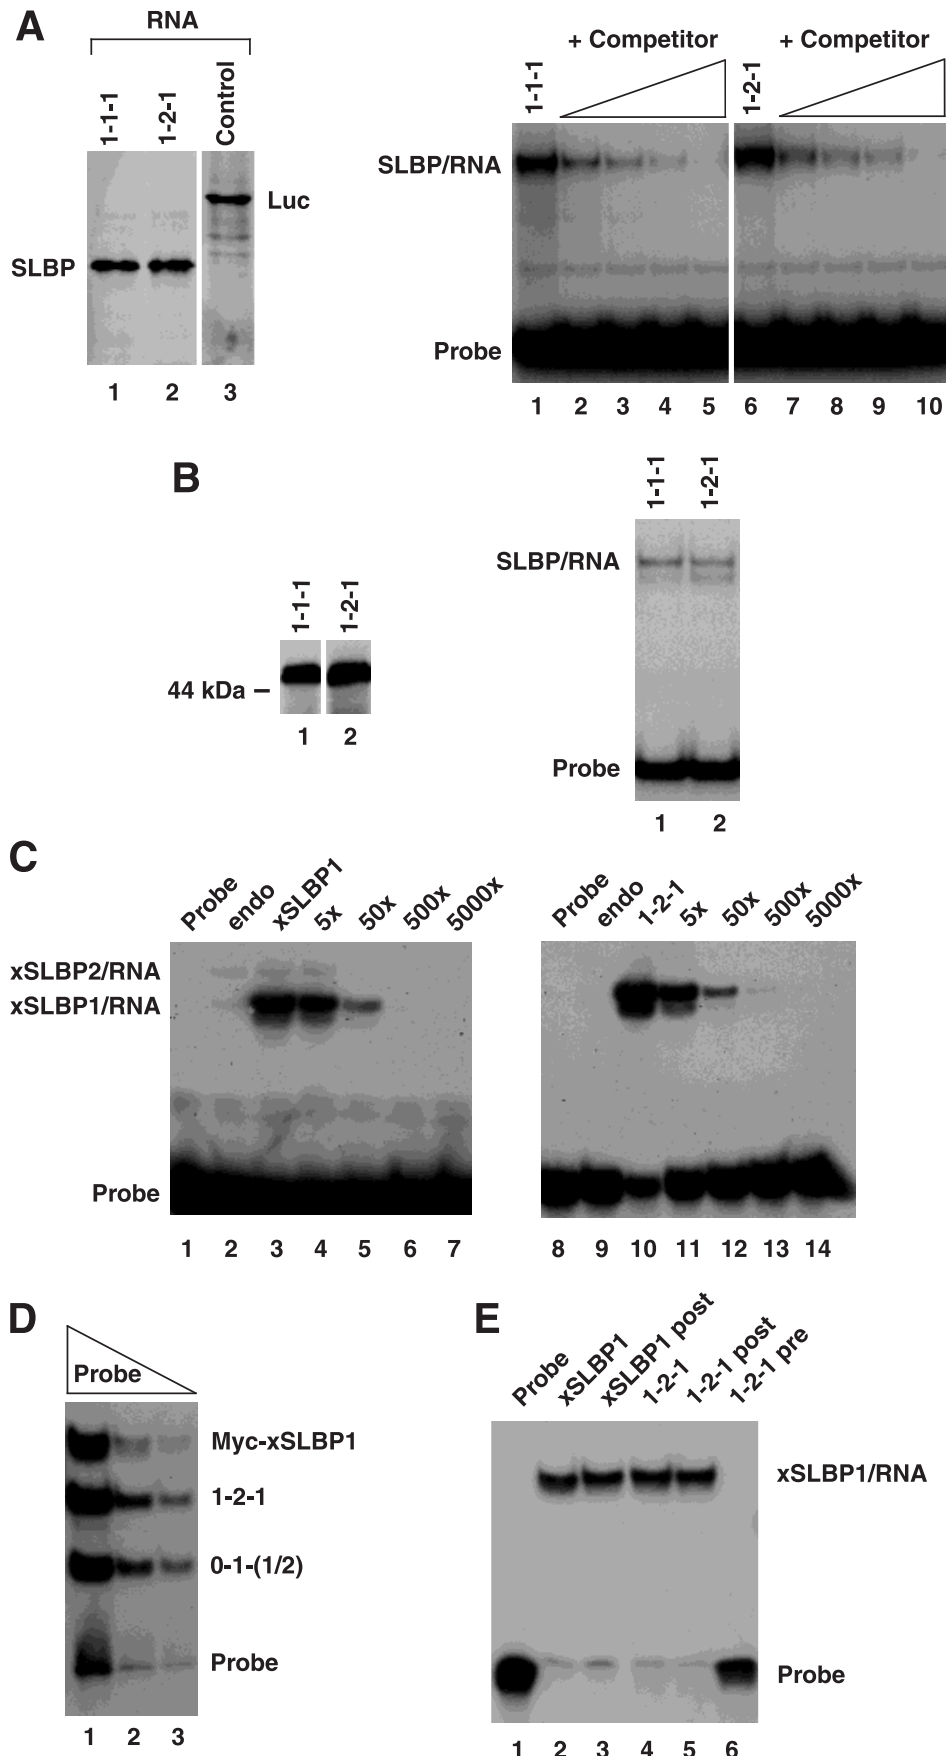 A
RNA
1-1-1 1-2-1 Control
Luc
SLBP
1 2 3
+ Competitor + Competitor
1-1-1 1-2-1
SLBP/RNA
Probe
1 2 3 4 5 6 7 8 9 10
B
1-1-1 1-2-1
44 kDa
1 2
1-1-1 1-2-1
SLBP/RNA
Probe
1 2
C
Probe endo xSLBP1 5x 50x 500x 5000x
xSLBP2/RNA
xSLBP1/RNA
Probe
1 2 3 4 5 6 7
Probe endo 1-2-1 5x 50x 500x 5000x
8 9 10 11 12 13 14
D
Probe
Myc-xSLBP1
1-2-1
0-1-(1/2)
Probe
1 2 3
E
Probe xSLBP1 xSLBP1 post 1-2-1 1-2-1 post 1-2-1 pre
xSLBP1/RNA
Probe
1 2 3 4 5 6